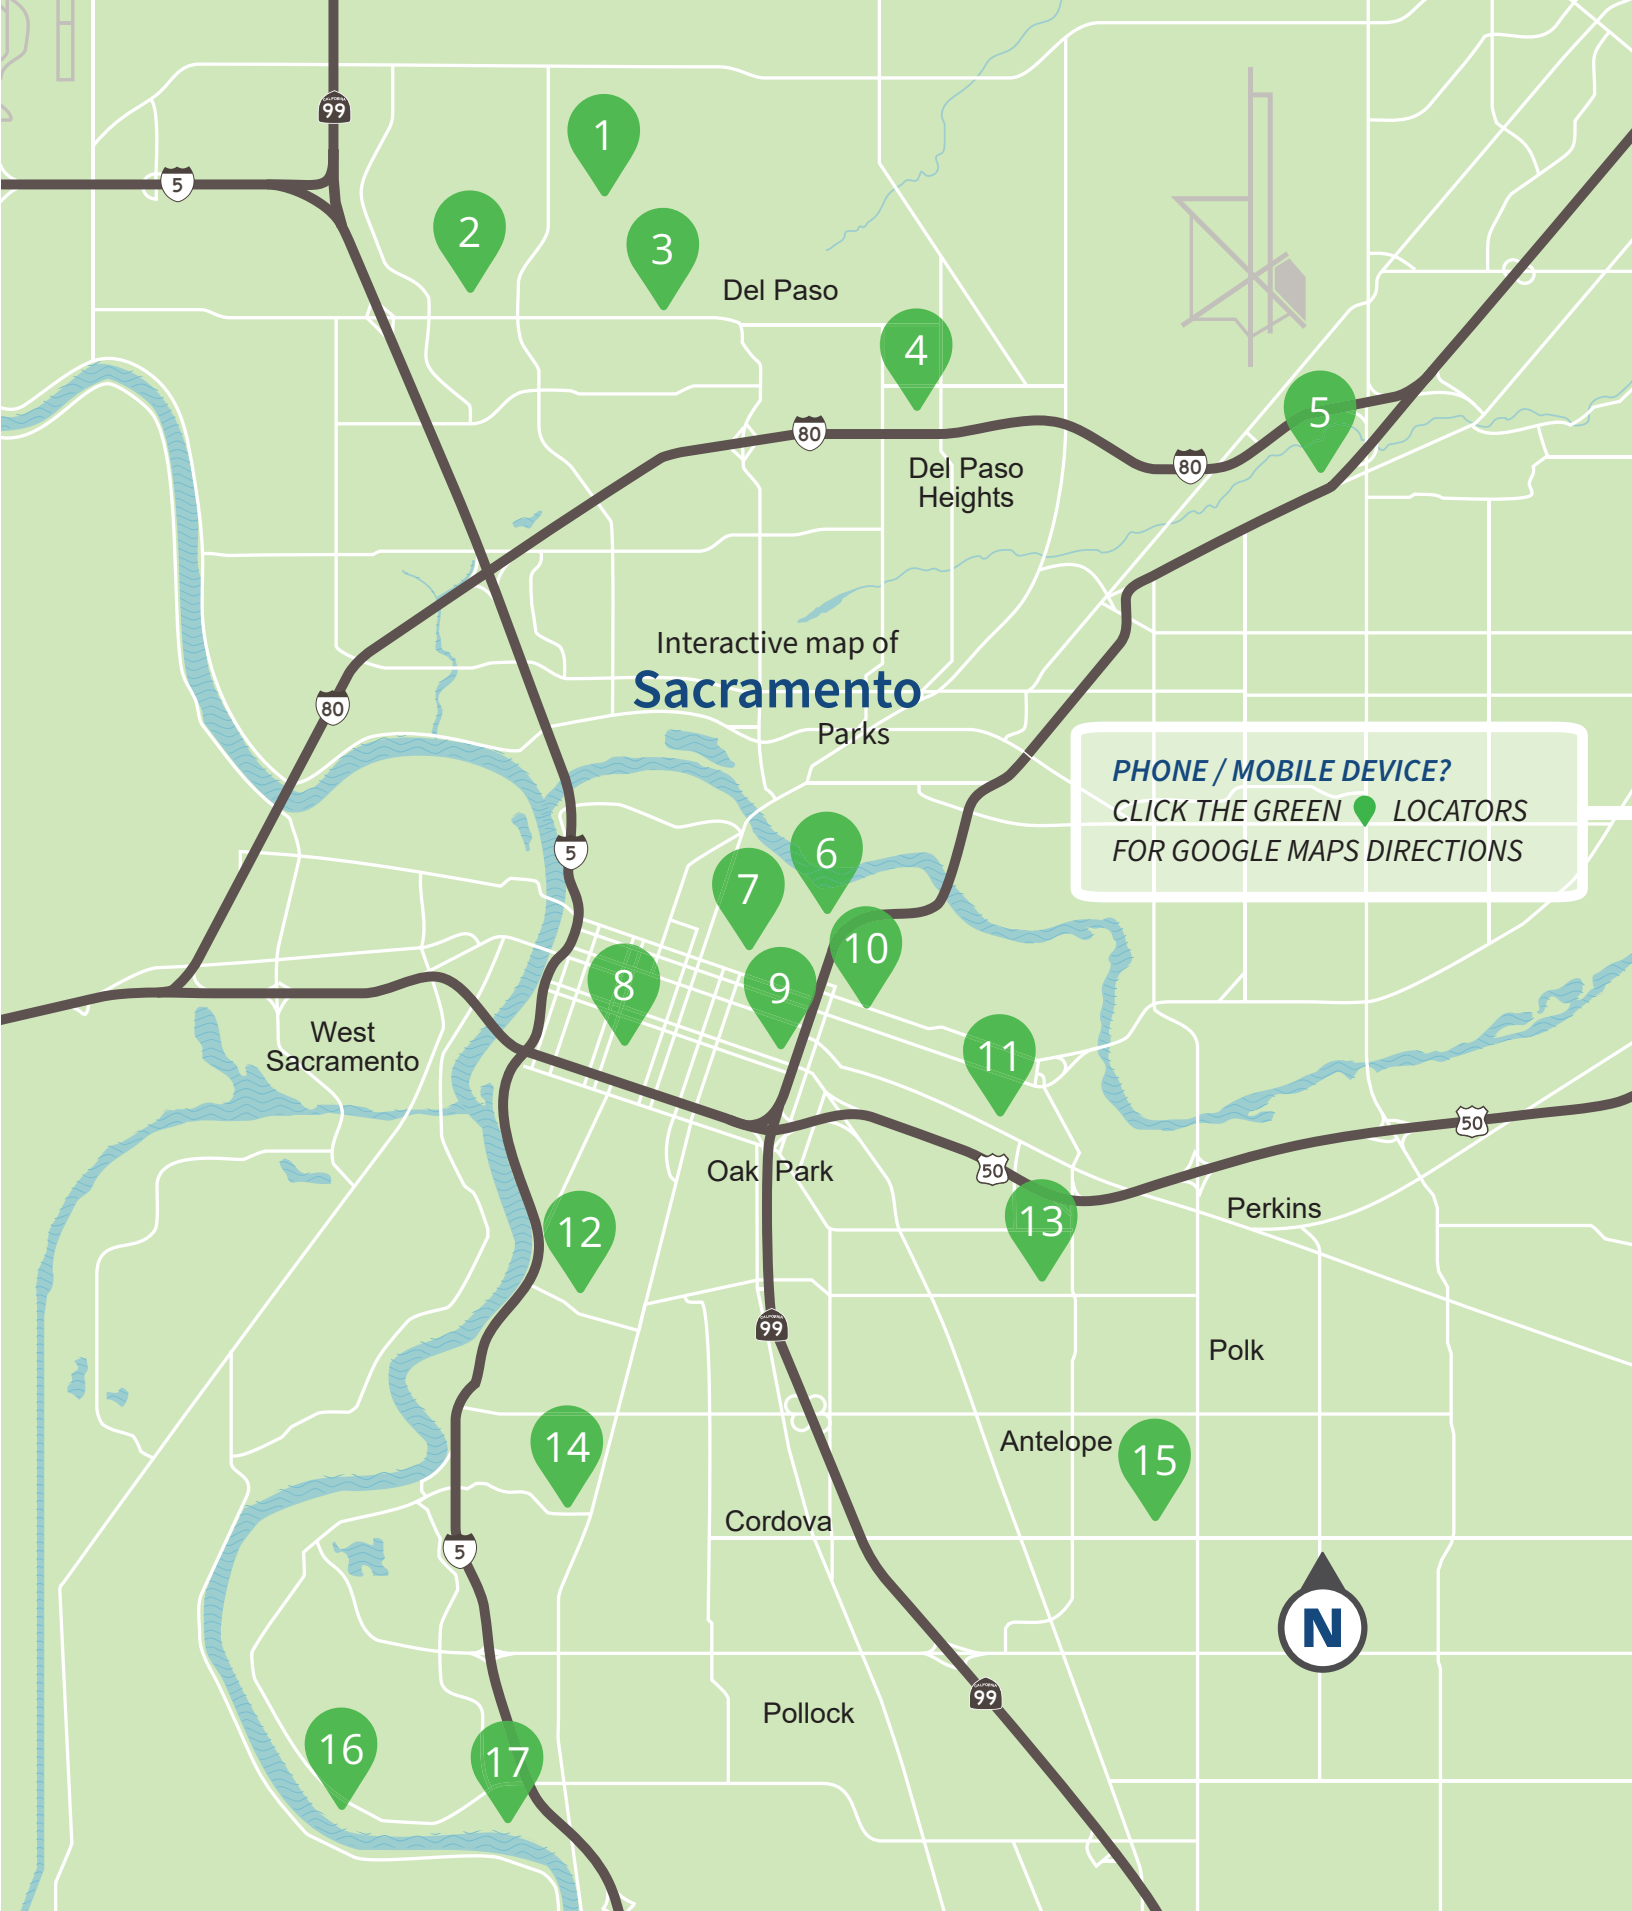 CALIFORNIA
99
1
5
2
3
Del Paso
4
5
80
80
Del Paso
Heights
Interactive map of
Sacramento
Parks
80
PHONE / MOBILE DEVICE?
CLICK THE GREEN LOCATORS
FOR GOOGLE MAPS DIRECTIONS
5
6
7
10
8
9
West
Sacramento
11
50
50
Oak Park
Perkins
12
13
CALIFORNIA
99
Polk
14
Antelope
15
Cordova
5
N
CALIFORNIA
99
Pollock
16
17